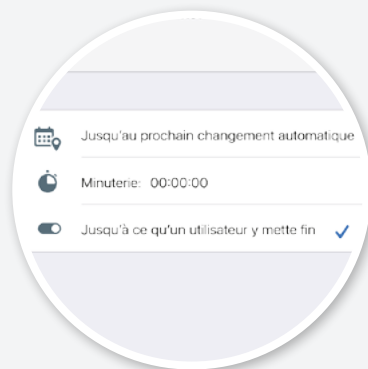 Jusqu'au prochain changement automatique
Minuterie: 00:00:00
Jusqu'à ce qu'un utilisateur y mette fin